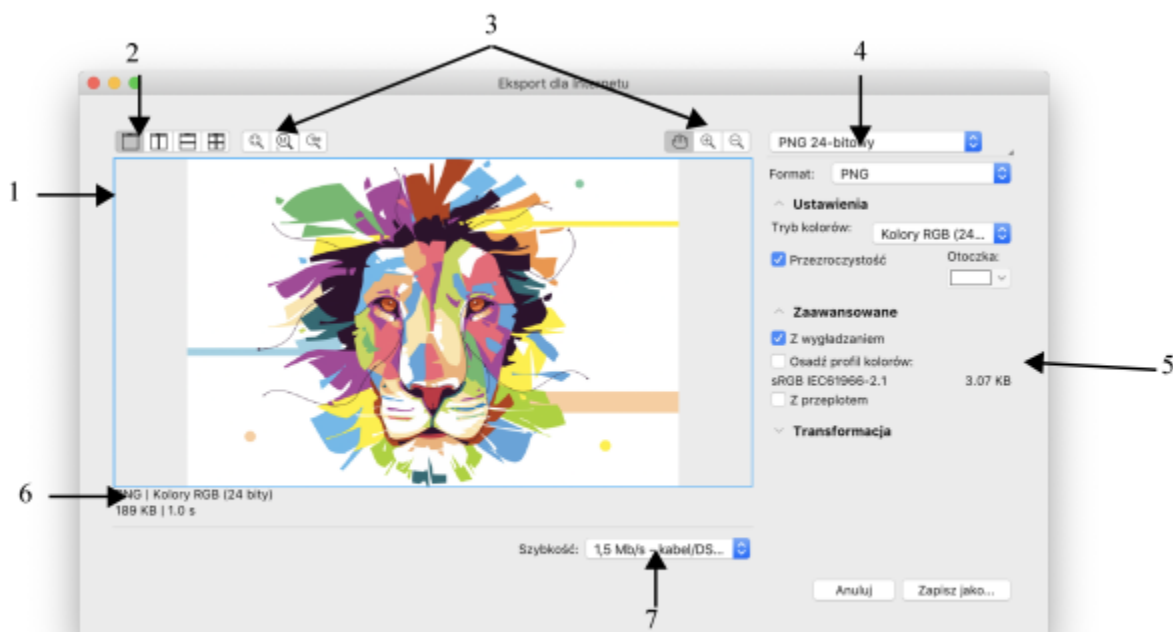 3
2
4
Eksport dla Internetu
PNG 24-bitowy
Format: PNG
1
Ustawienia
Tryb kolorów: Kolory RGB (24...
Przezroczystość
Otoczka:
Zaawansowane
Z wygładzaniem
Osadź profil kolorów:
5
sRGB IEC61966-2.1 3.07 KB
Z przeplotem
Transformacja
6
PNG | Kolory RGB (24 bity)
189 KB | 1.0 s
Szybkość: 1,5 Mb/s - kabel/DS...
Anuluj Zapisz jako...
7